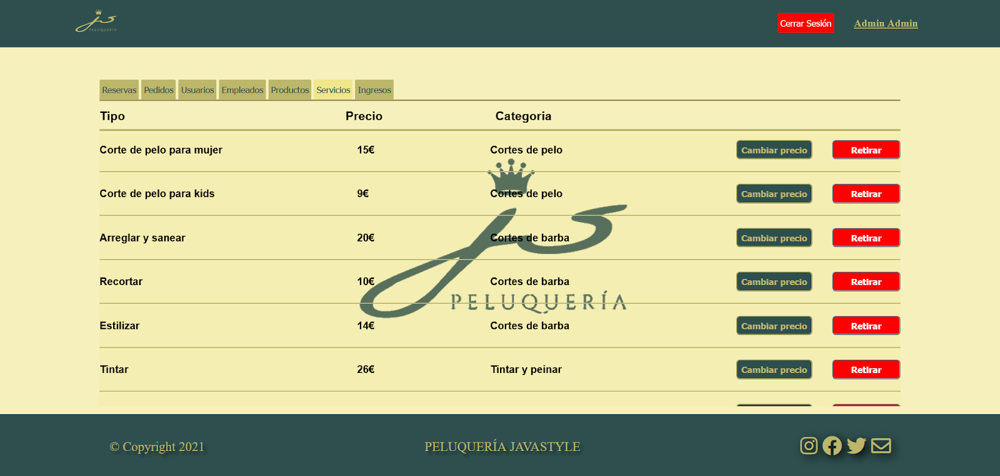 JS PELUQUERÍA
Cerrar Sesión Admin Admin
Reservas Pedidos Usuarios Empleados Productos Servicios Ingresos
Tipo Precio Categoria
Corte de pelo para mujer 15€ Cortes de pelo Cambiar precio Retirar
Corte de pelo para kids 9€ Cortes de pelo Cambiar precio Retirar
Arreglar y sanear 20€ Cortes de barba Cambiar precio Retirar
js
Recortar 10€ Cortes de barba Cambiar precio Retirar
PELUQUERÍA
Estilizar 14€ Cortes de barba Cambiar precio Retirar
Tintar 26€ Tintar y peinar Cambiar precio Retirar
© Copyright 2021 PELUQUERÍA JAVASTYLE